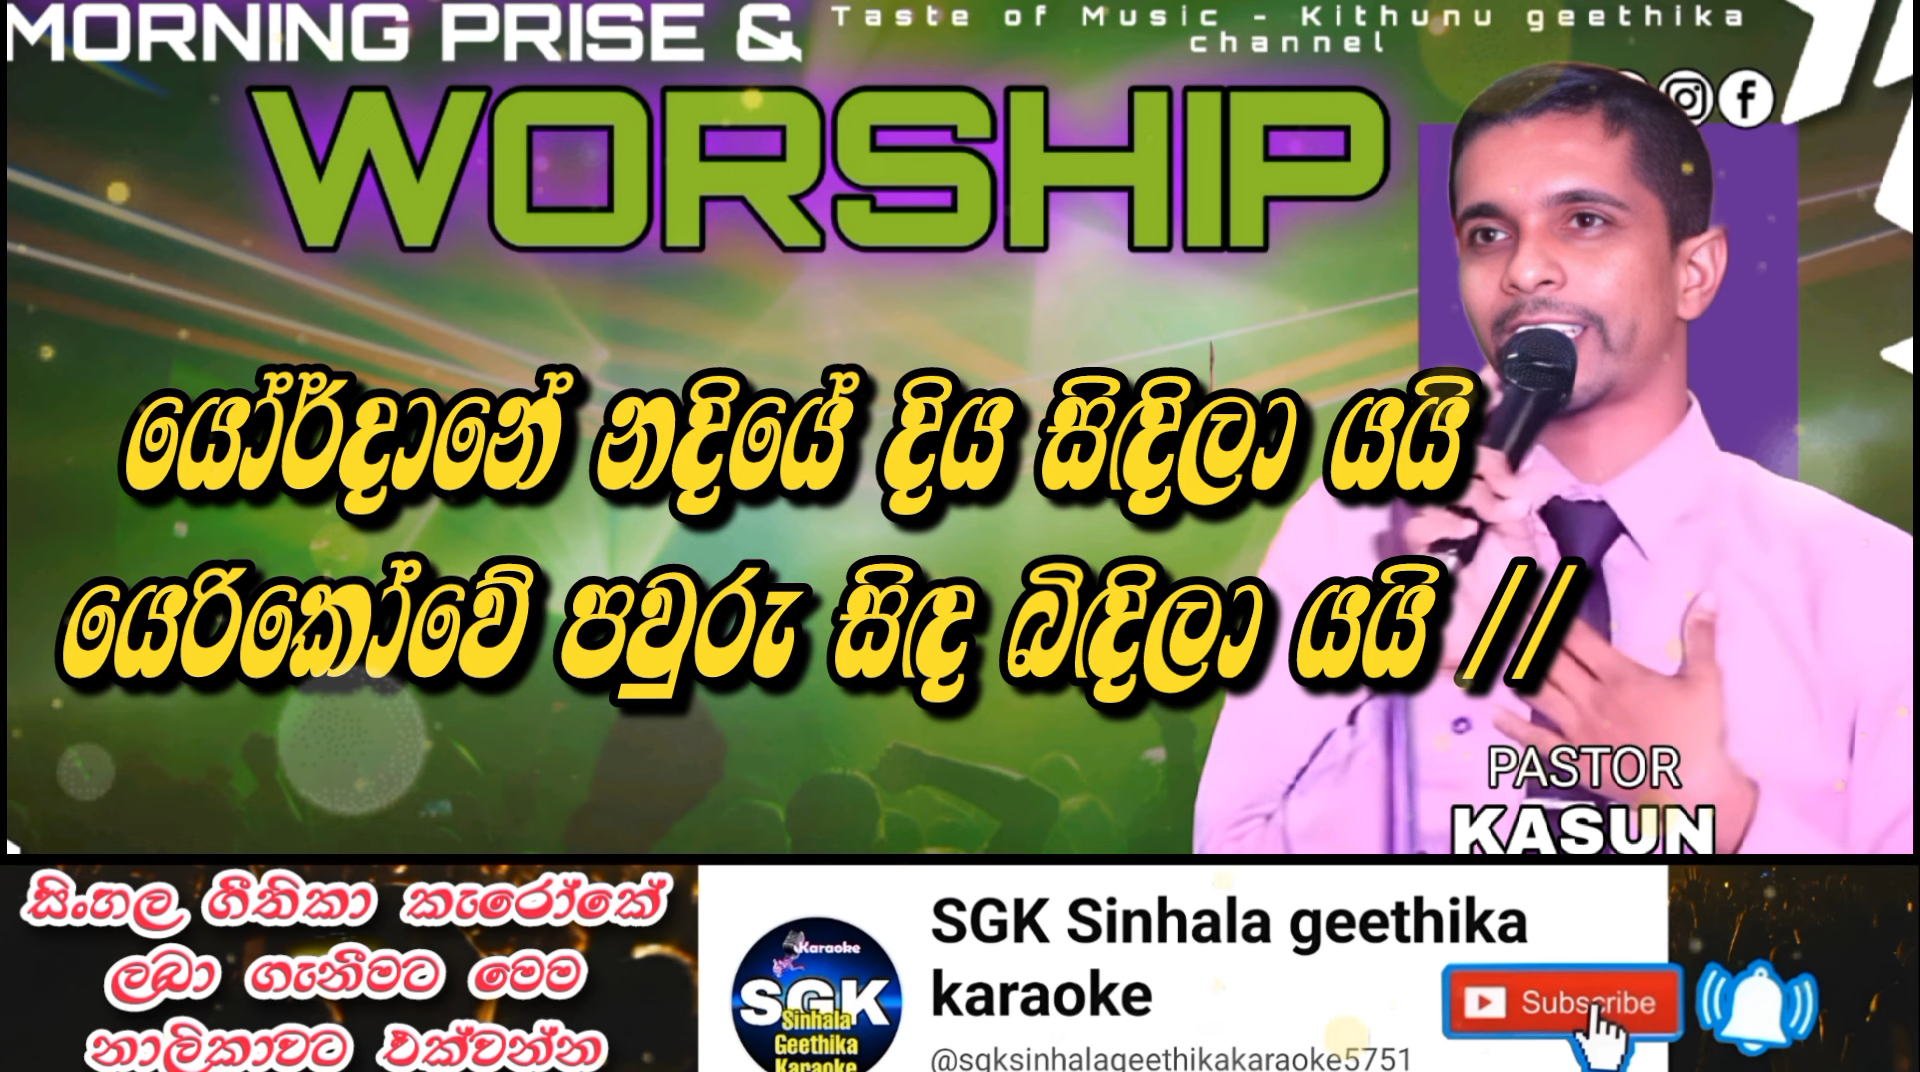 MORNING PRISE &
Taste of Music - Kithunu geethika
channel
WORSHIP
යෝර්දානේ නදියේ දිය සිඳිලා යයි
යෙරිකෝවේ පවුරු සිඳ බිඳිලා යයි //
PASTOR
KASUN
සිංහල ගීතිකා කැරෝකේ
ලබා ගැනීමට මෙම
නාලිකාවට එක්වන්න
Karaoke
SGK
Sinhala
Geethika
Karaoke
SGK Sinhala geethika
karaoke
@sgksinhalageethikakaraoke5751
Subscribe